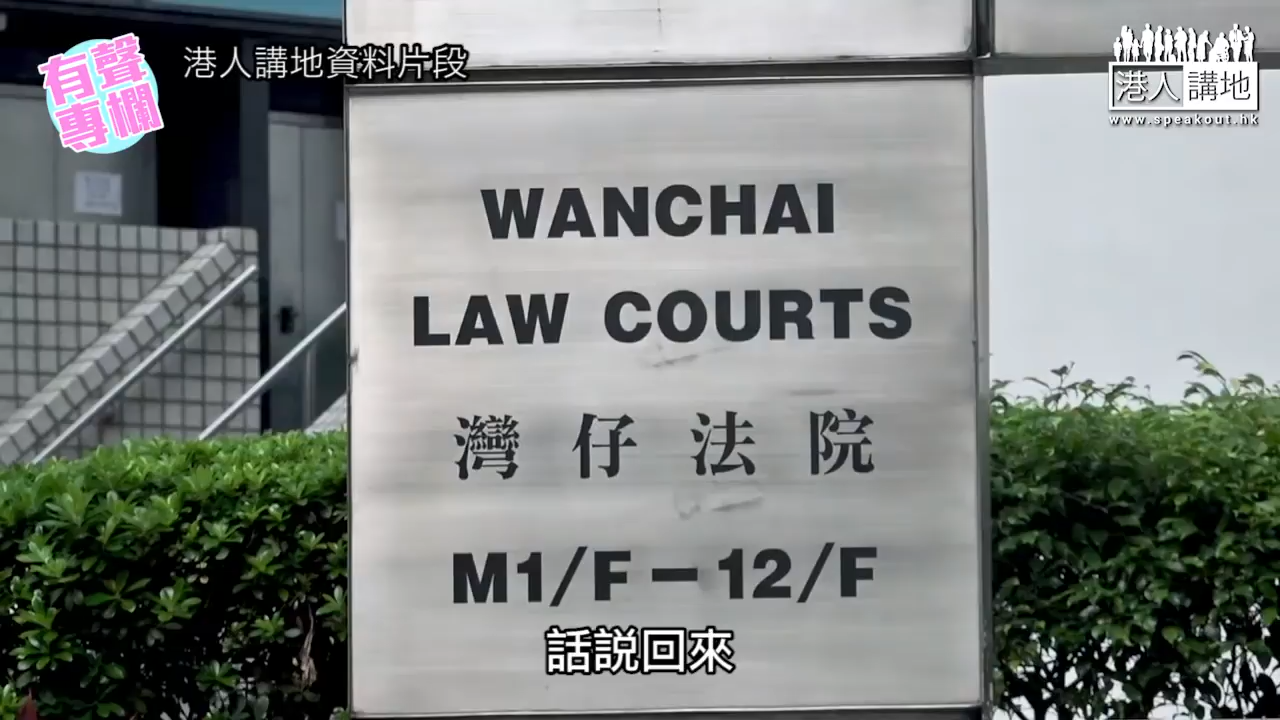 有聲
專欄
港人講地資料片段
港人講地
www.speakout.hk
WANCHAI
LAW COURTS
灣仔法院
M1/F－12/F
話説回來